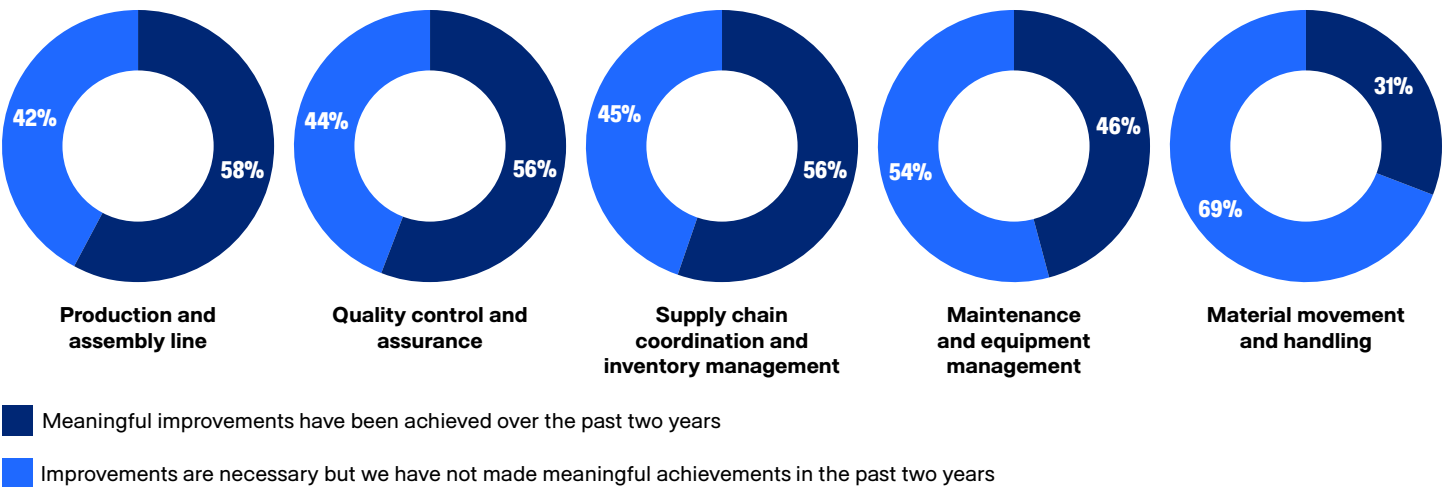 42%
58%
Production and
assembly line
44%
56%
Quality control and
assurance
45%
56%
Supply chain
coordination and
inventory management
54%
46%
Maintenance
and equipment
management
31%
69%
Material movement
and handling
Meaningful improvements have been achieved over the past two years
Improvements are necessary but we have not made meaningful achievements in the past two years